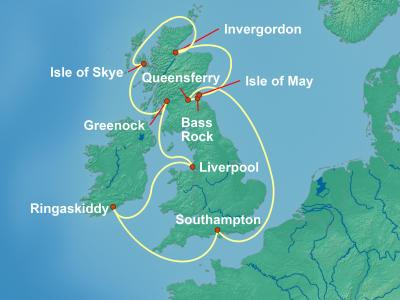 Invergordon
Isle of Skye
Queensferry
Isle of May
Greenock
Bass
Rock
Liverpool
Ringaskiddy
Southampton